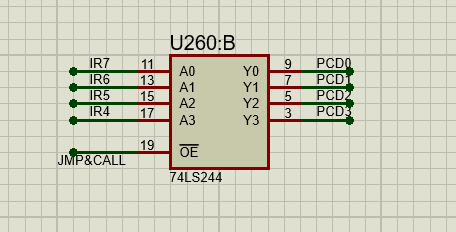 U260:B
IR7 11 A0 Y0 9 PCD0
IR6 13 A1 Y1 7 PCD1
IR5 15 A2 Y2 5 PCD2
IR4 17 A3 Y3 3 PCD3
19 OE
JMP&CALL
74LS244